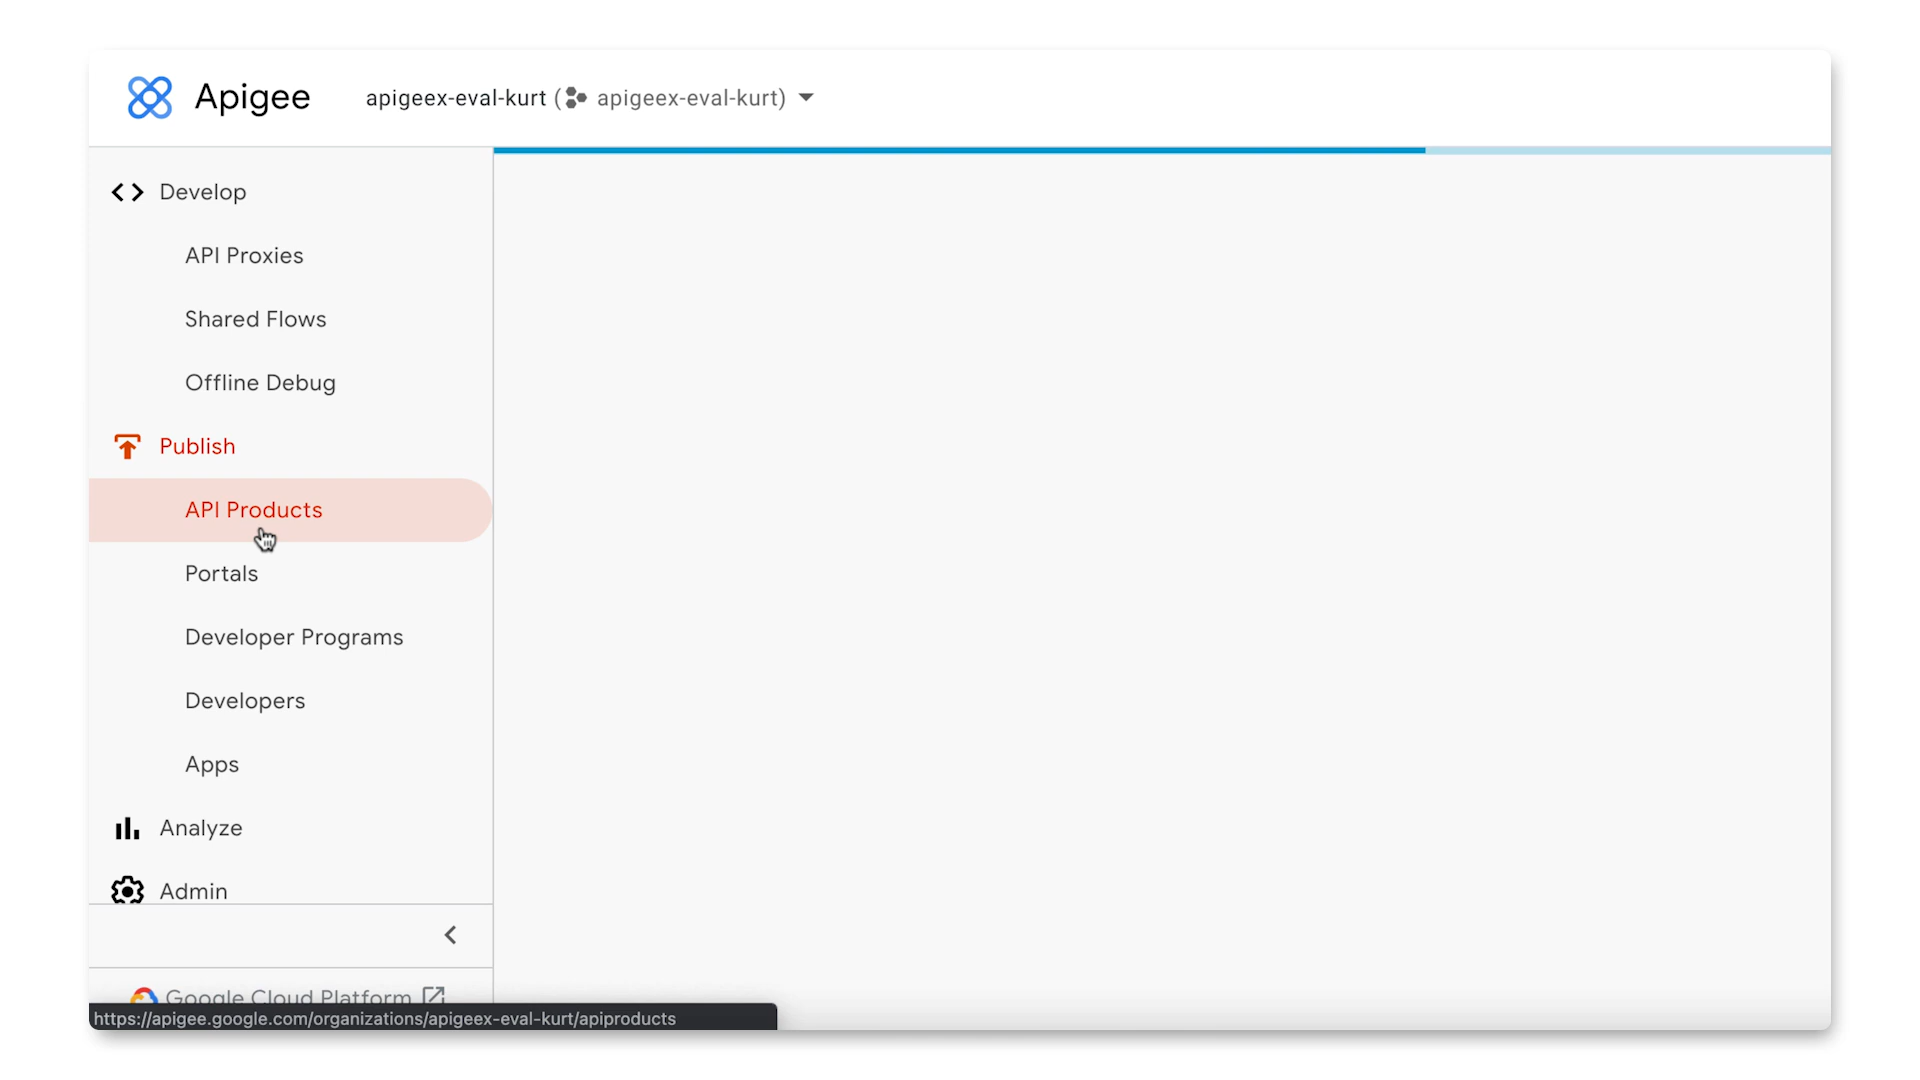 Apigee
apigeex-eval-kurt ( apigeex-eval-kurt)
Develop
API Proxies
Shared Flows
Offline Debug
Publish
API Products
Portals
Developer Programs
Developers
Apps
Analyze
Admin
Google Cloud Platform
https://apigee.google.com/organizations/apigeex-eval-kurt/apiproducts